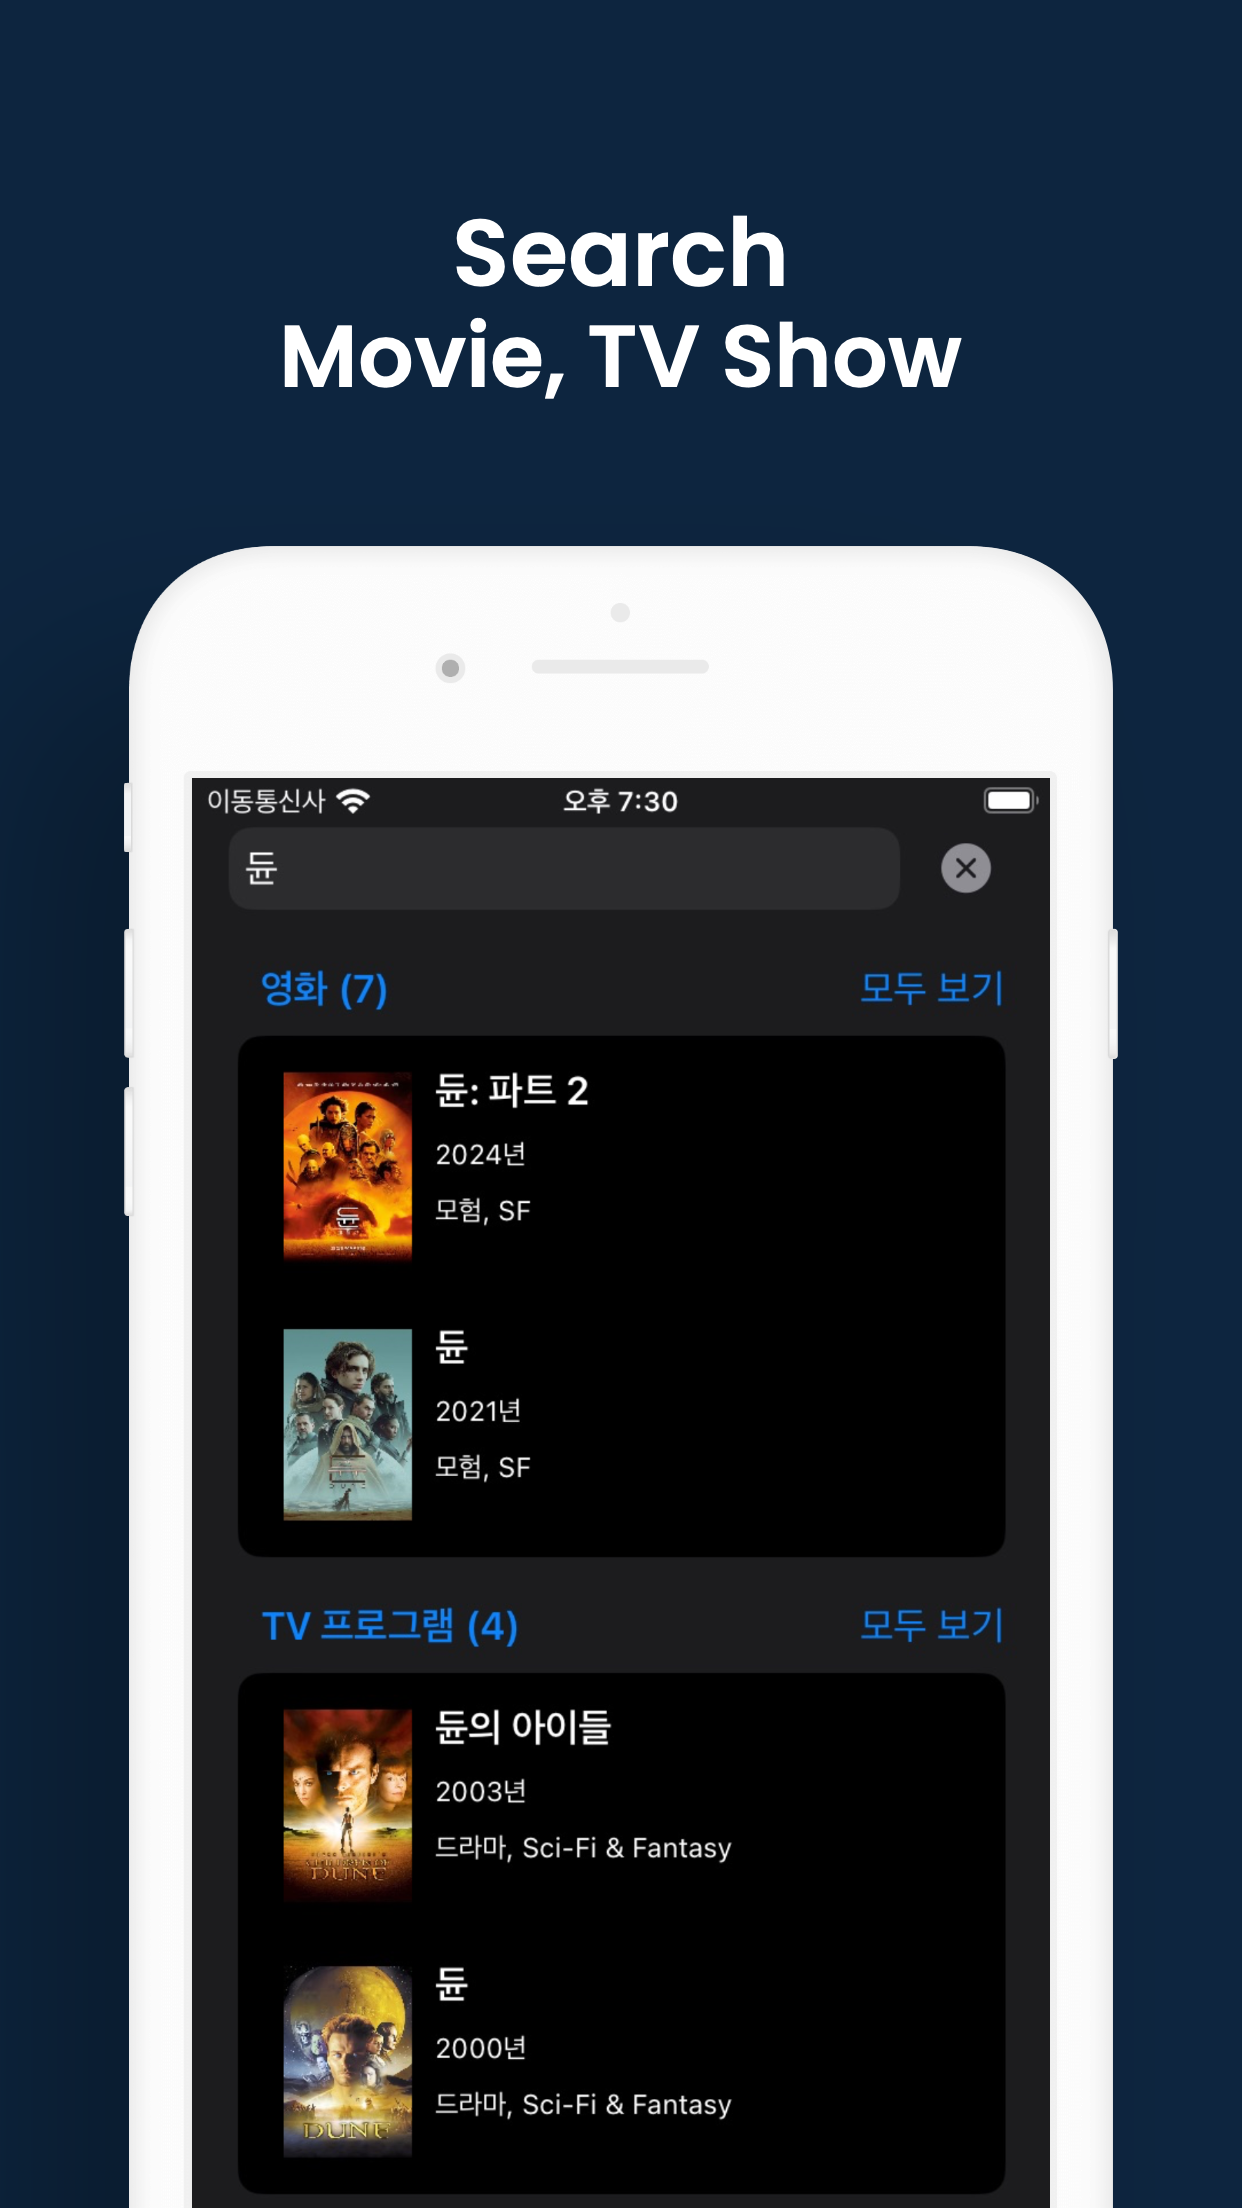 Search
Movie, TV Show
이동통신사
오후 7:30
듄
영화 (7)
모두 보기
듄: 파트 2
2024년
모험, SF
듄
듄
2021년
모험, SF
TV 프로그램 (4)
모두 보기
듄의 아이들
2003년
드라마, Sci-Fi & Fantasy
DUNE
듄
2000년
드라마, Sci-Fi & Fantasy
DUNE